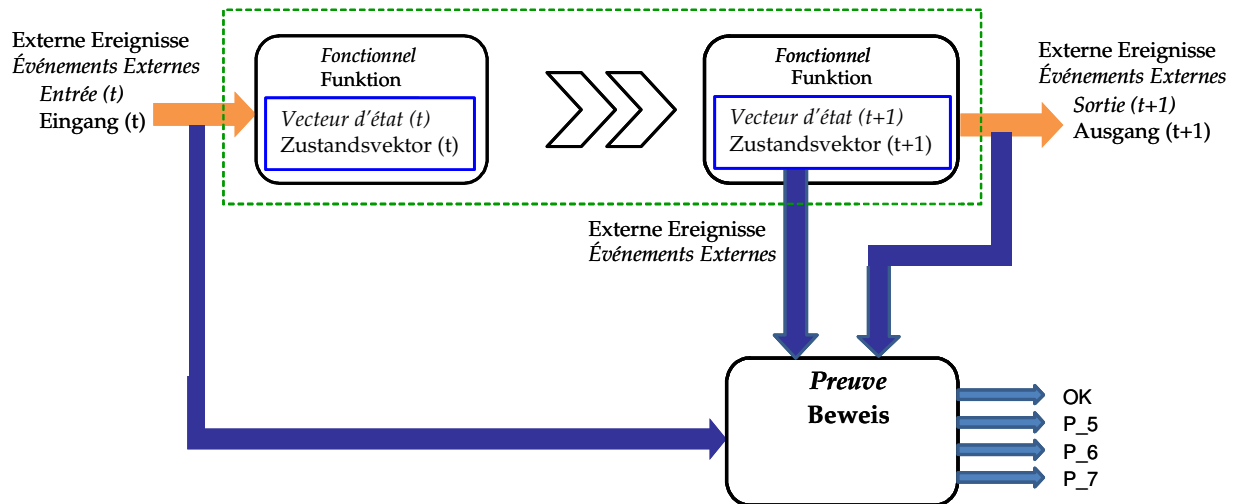 Externe Ereignisse
Événements Externes
Entrée (t)
Eingang (t)
Fonctionnel
Funktion
Vecteur d'état (t)
Zustandsvektor (t)
Fonctionnel
Funktion
Vecteur d'état (t+1)
Zustandsvektor (t+1)
Externe Ereignisse
Événements Externes
Sortie (t+1)
Ausgang (t+1)
Externe Ereignisse
Événements Externes
Preuve
Beweis
OK
P_5
P_6
P_7